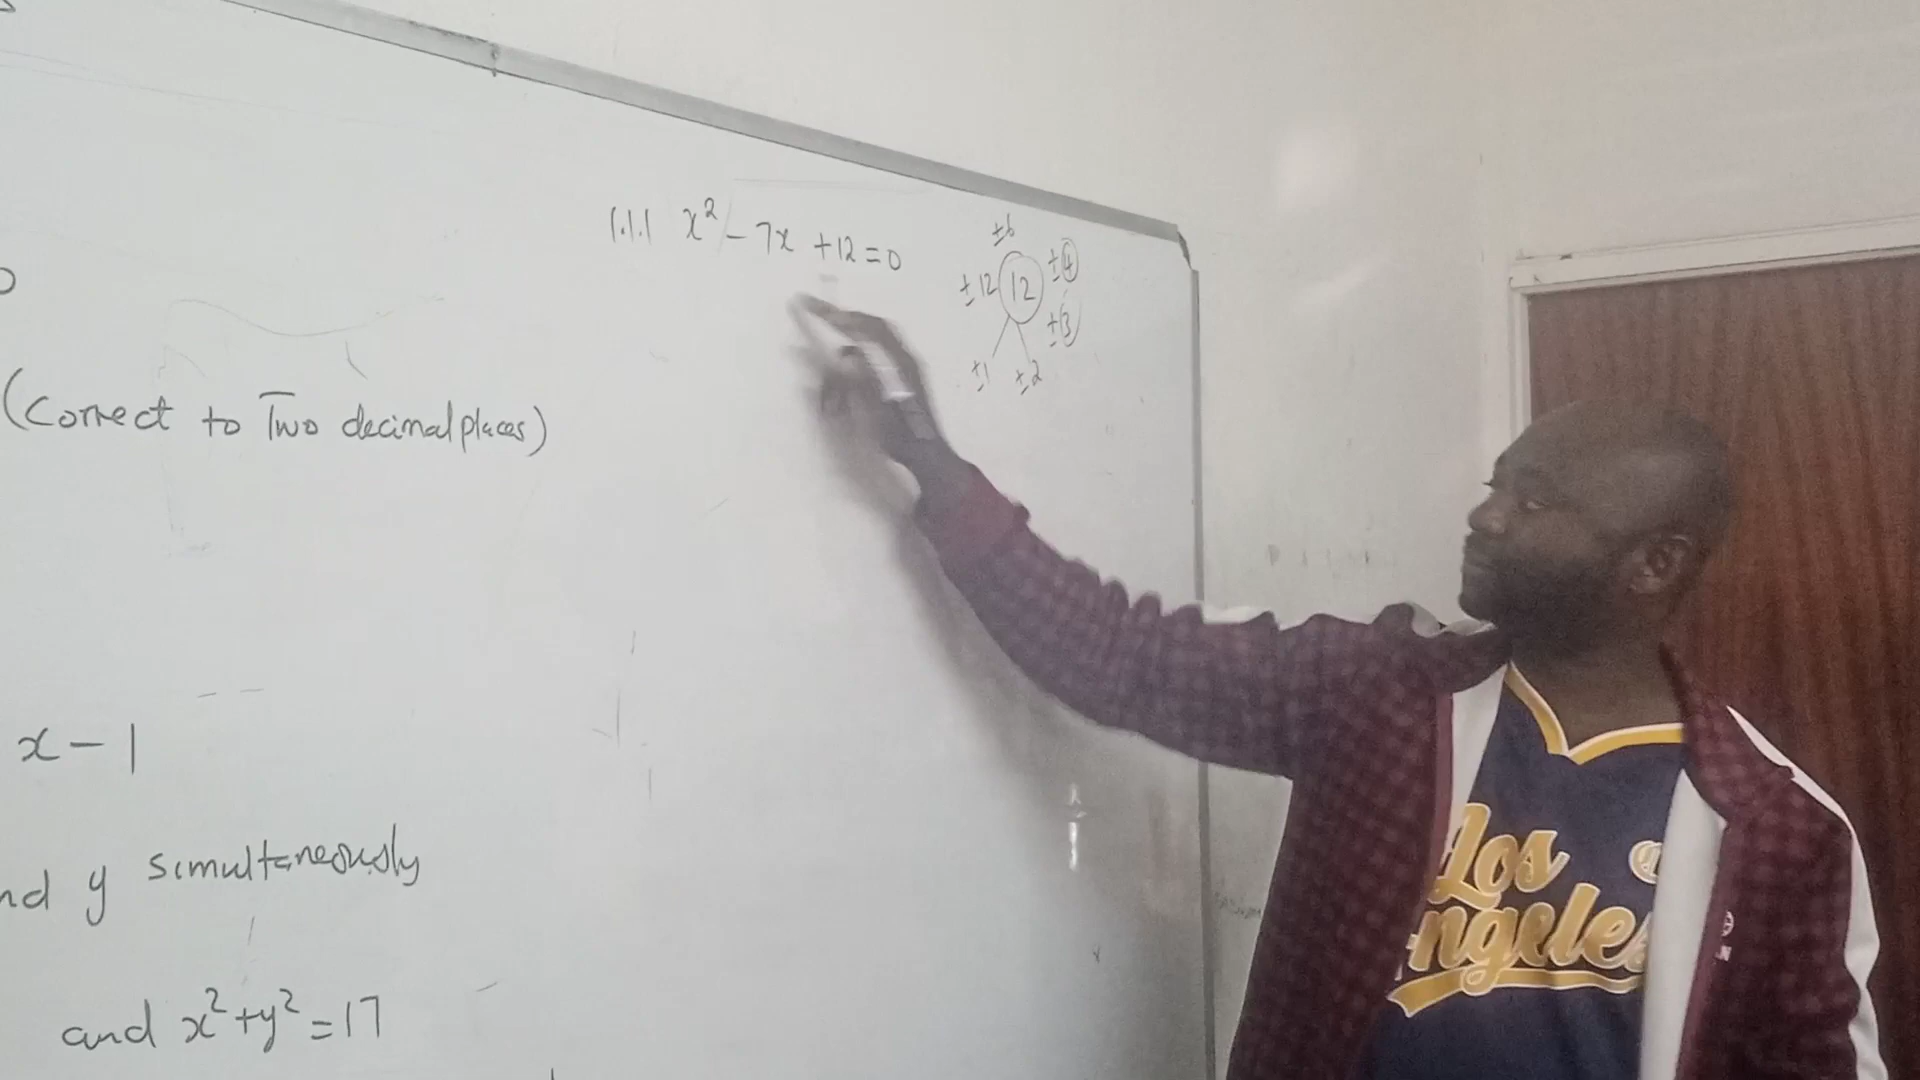 (Correct to Two decimal places)
x - 1
nd y simultaneously
and x² + y² = 17
1.1.1 x² - 7x + 12 = 0
±6
±4
±12 12
±3
±1 ±2
Los
Angeles